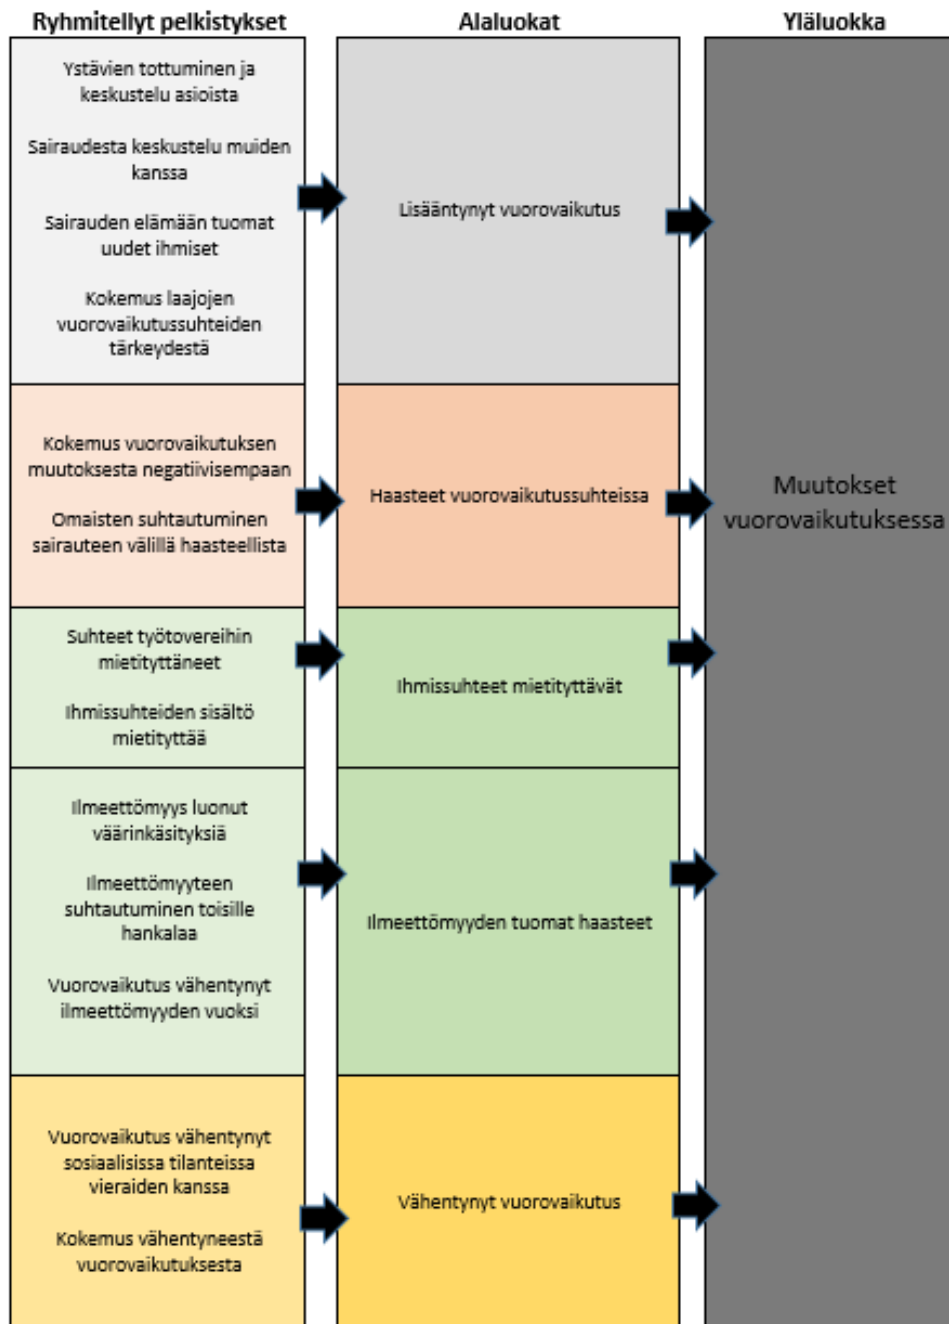 Ryhmitellyt pelkistykset
Alaluokat
Yläluokka
Ystävien tottuminen ja
keskustelu asioista
Sairaudesta keskustelu muiden
kanssa
Sairauden elämään tuomat
uudet ihmiset
Kokemus laajojen
vuorovaikutussuhteiden
tärkeydestä
Lisääntynyt vuorovaikutus
Kokemus vuorovaikutuksen
muutoksesta negatiivisempaan
Omaisten suhtautuminen
sairauteen välillä haasteellista
Haasteet vuorovaikutussuhteissa
Suhteet työtovereihin
mietityttäneet
Ihmissuhteiden sisältö
mietityttää
Ihmissuhteet mietityttävät
Ilmeettömyys luonut
väärinkäsityksiä
Ilmeettömyyteen
suhtautuminen toisille
hankalaa
Vuorovaikutus vähentynyt
ilmeettömyyden vuoksi
Ilmeettömyyden tuomat haasteet
Vuorovaikutus vähentynyt
sosiaalisissa tilanteissa
vieraiden kanssa
Kokemus vähentyneestä
vuorovaikutuksesta
Vähentynyt vuorovaikutus
Muutokset
vuorovaikutuksessa